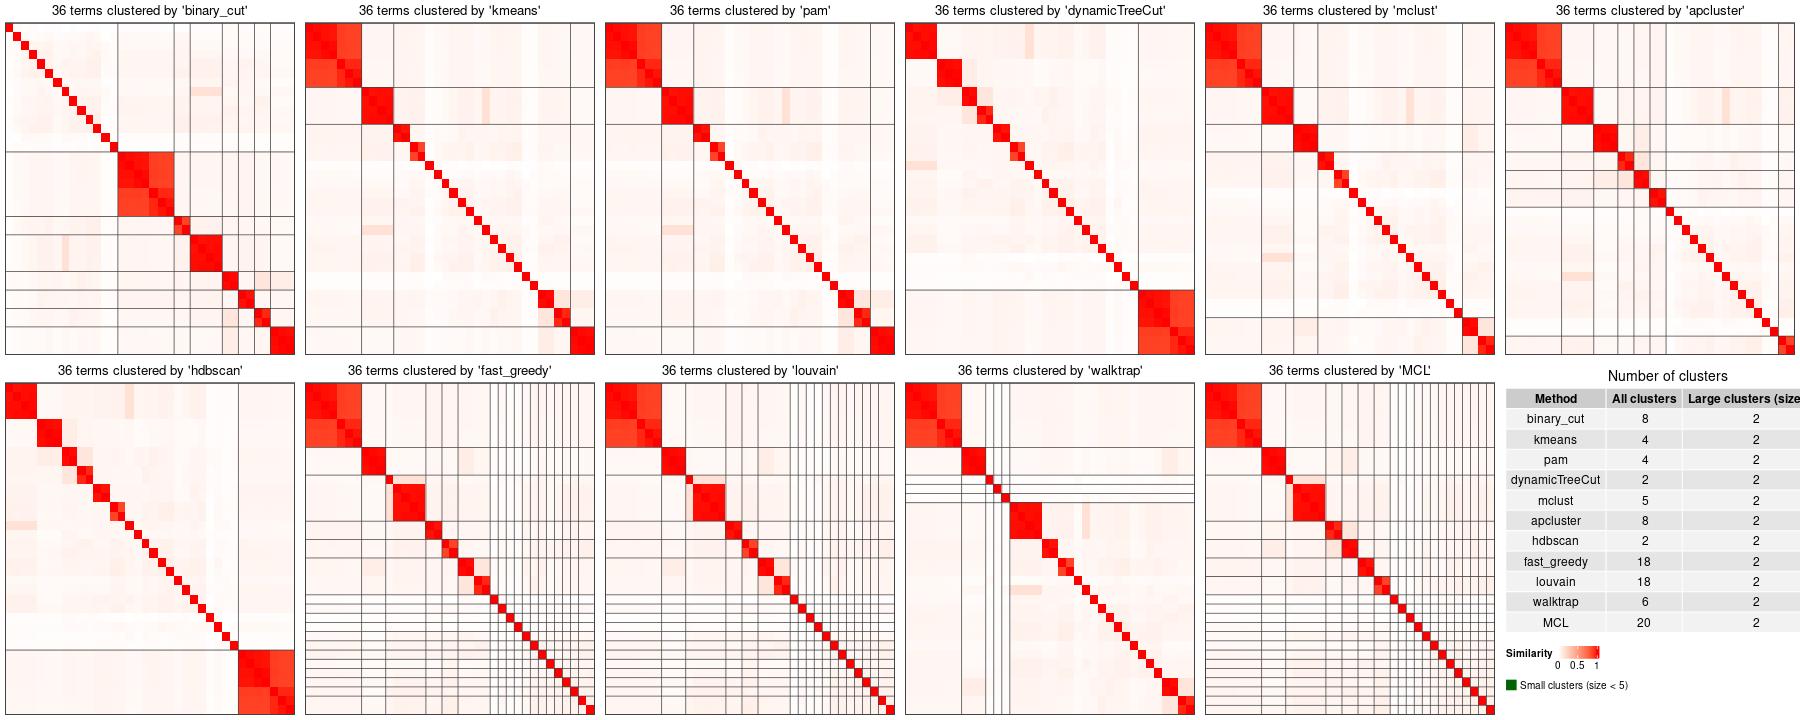 36 terms clustered by 'binary_cut'
36 terms clustered by 'kmeans'
36 terms clustered by 'pam'
36 terms clustered by 'dynamicTreeCut'
36 terms clustered by 'mclust'
36 terms clustered by 'apcluster'
36 terms clustered by 'hdbscan'
36 terms clustered by 'fast_greedy'
36 terms clustered by 'louvain'
36 terms clustered by 'walktrap'
36 terms clustered by 'MCL'
Number of clusters
Method All clusters Large clusters (size
binary_cut 8 2
kmeans 4 2
pam 4 2
dynamicTreeCut 2 2
mclust 5 2
apcluster 8 2
hdbscan 2 2
fast_greedy 18 2
louvain 18 2
walktrap 6 2
MCL 20 2
Similarity
0 0.5 1
Small clusters (size < 5)